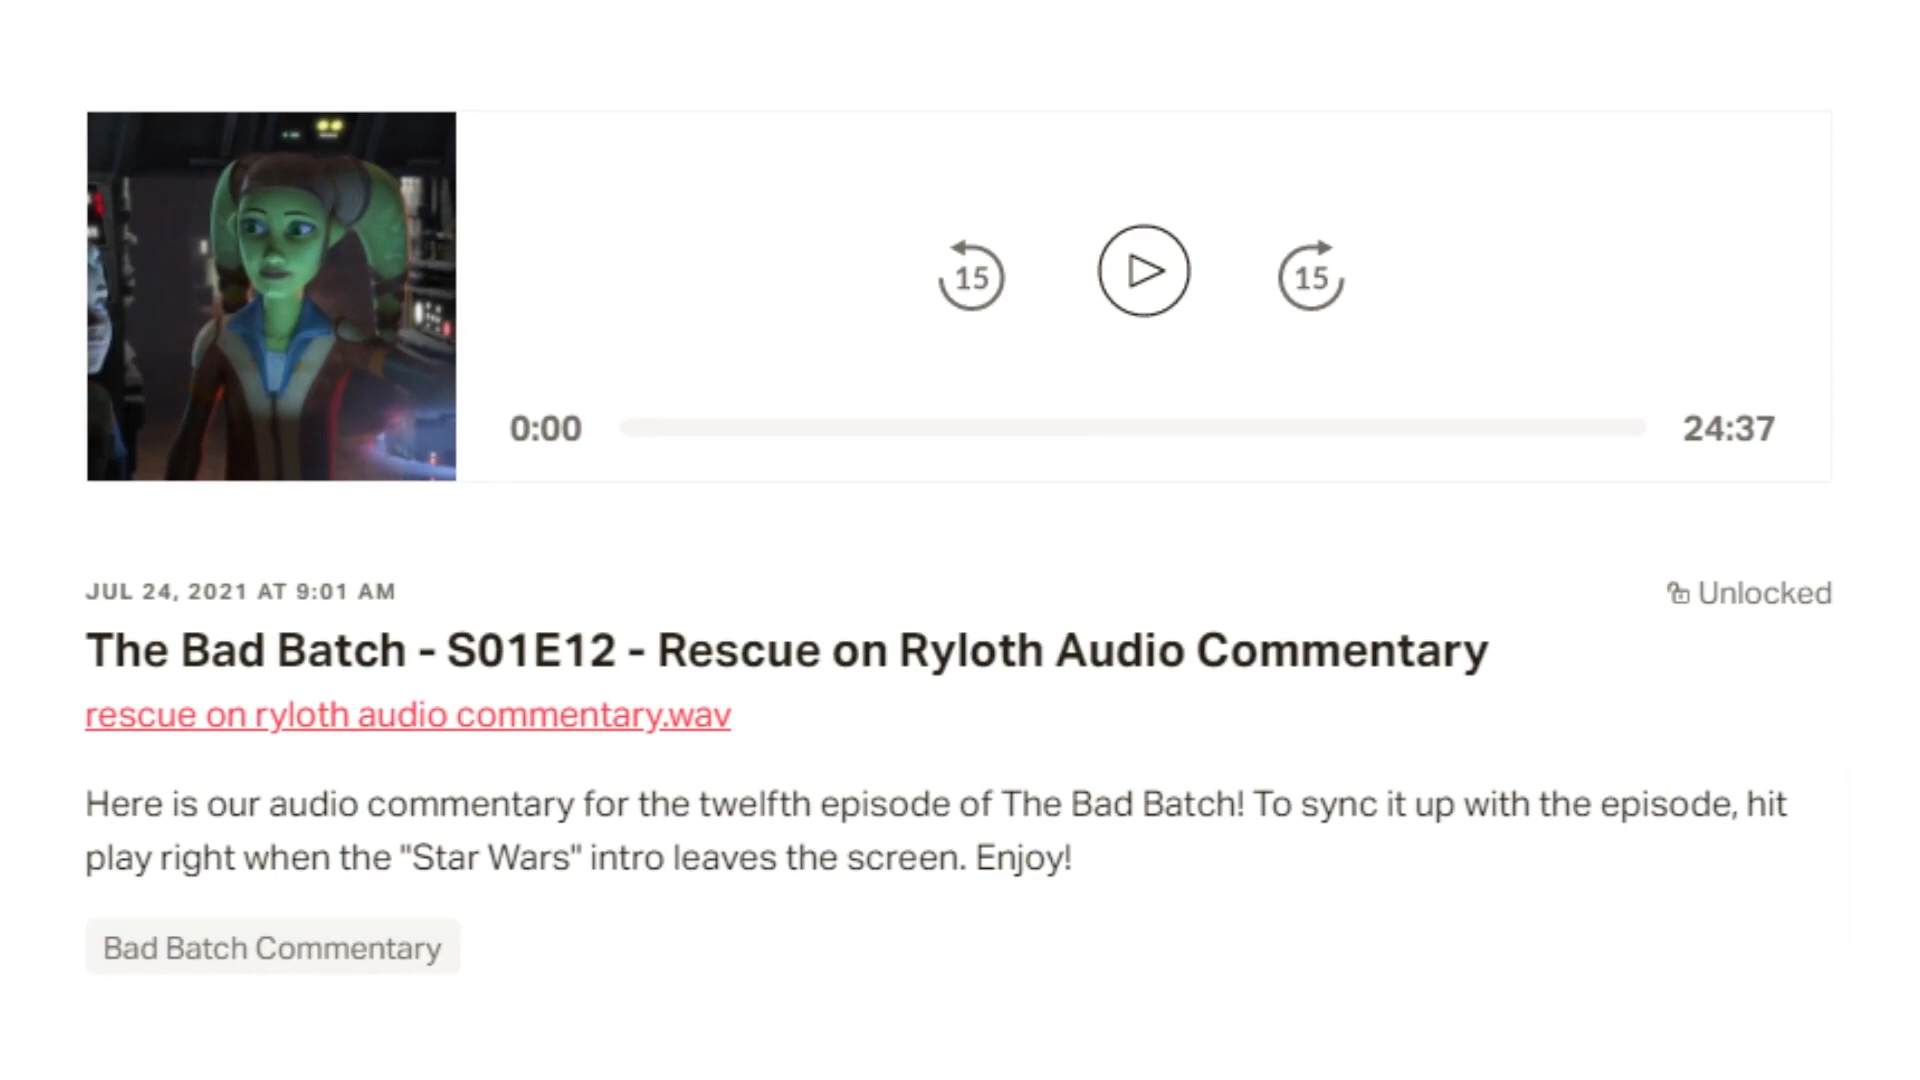 15
15
0:00
24:37
JUL 24, 2021 AT 9:01 AM
Unlocked
The Bad Batch - S01E12 - Rescue on Ryloth Audio Commentary
rescue on ryloth audio commentary.wav
Here is our audio commentary for the twelfth episode of The Bad Batch! To sync it up with the episode, hit
play right when the "Star Wars" intro leaves the screen. Enjoy!
Bad Batch Commentary